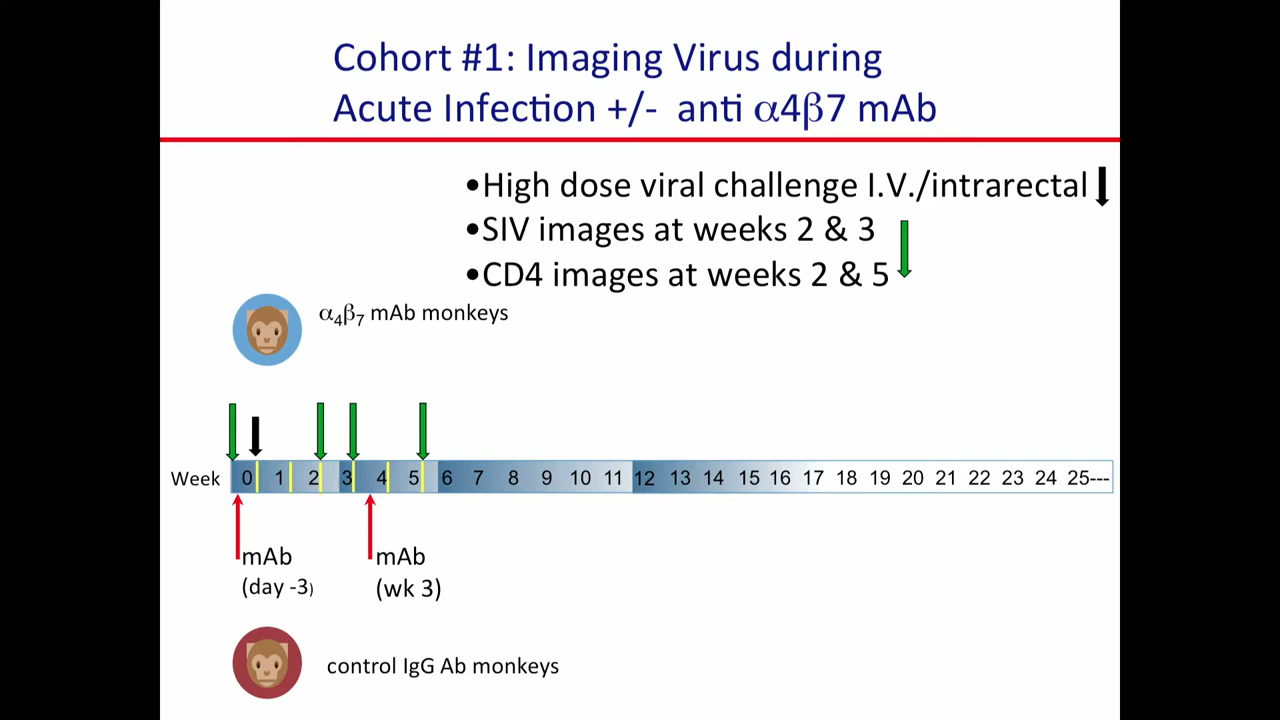 Cohort #1: Imaging Virus during
Acute Infection +/- anti α4β7 mAb
•High dose viral challenge I.V./intrarectal
•SIV images at weeks 2 & 3
•CD4 images at weeks 2 & 5
α4β7 mAb monkeys
Week 0 1 2 3 4 5 6 7 8 9 10 11 12 13 14 15 16 17 18 19 20 21 22 23 24 25---
mAb (day -3)
mAb (wk 3)
control IgG Ab monkeys